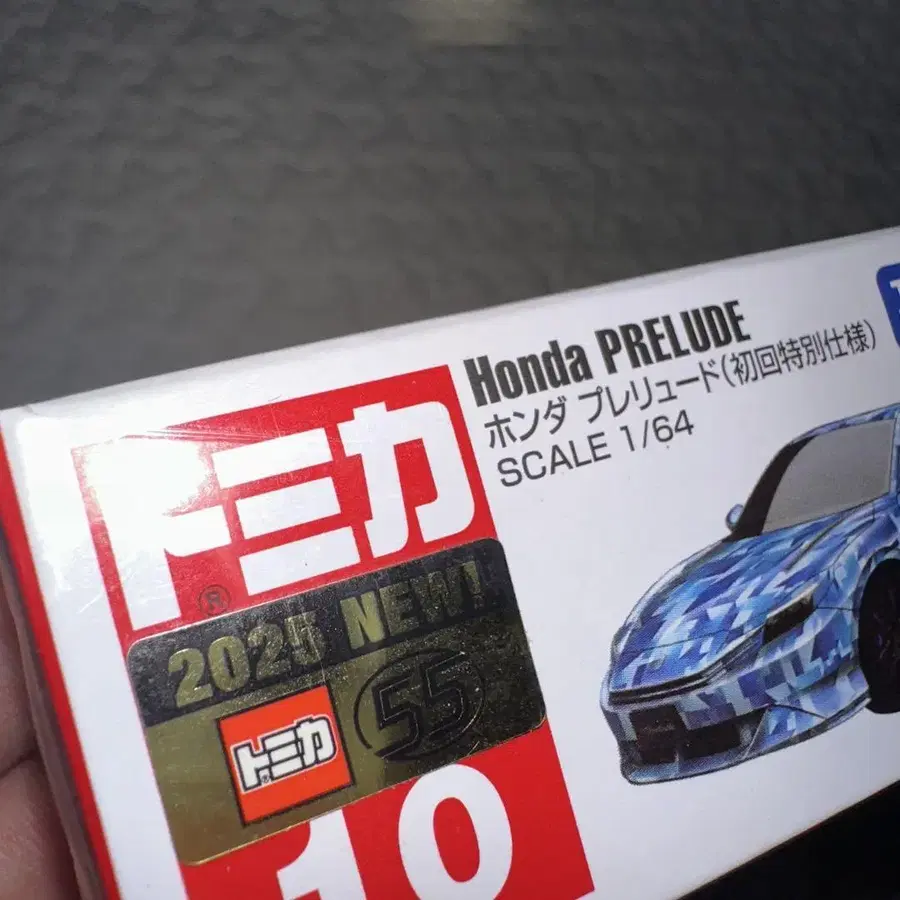 Honda PRELUDE
ホンダ プレリュード(初回特別仕様)
SCALE 1/64
トミカ
®
2025 NEW!
トミカ
®
55
10